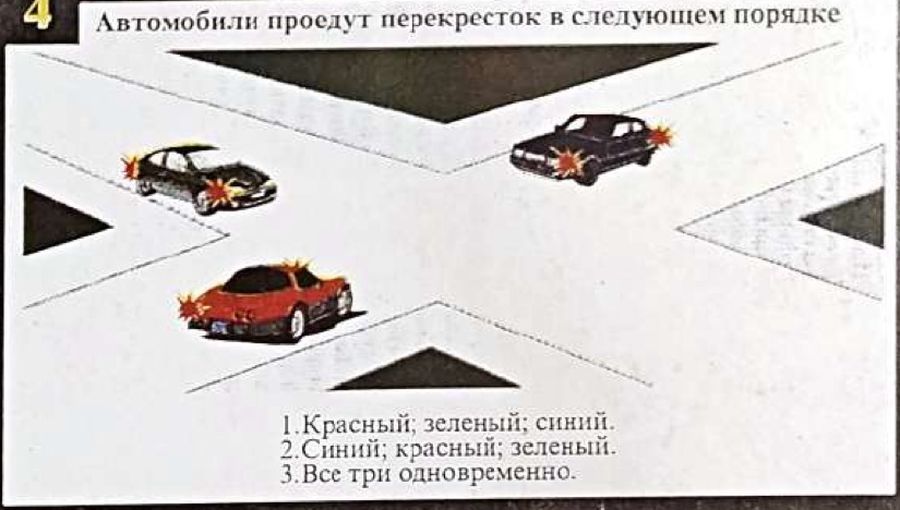 4
Автомобили проедут перекресток в следующем порядке
1.Красный; зеленый; синий.
2.Синий; красный; зеленый.
3.Все три одновременно.